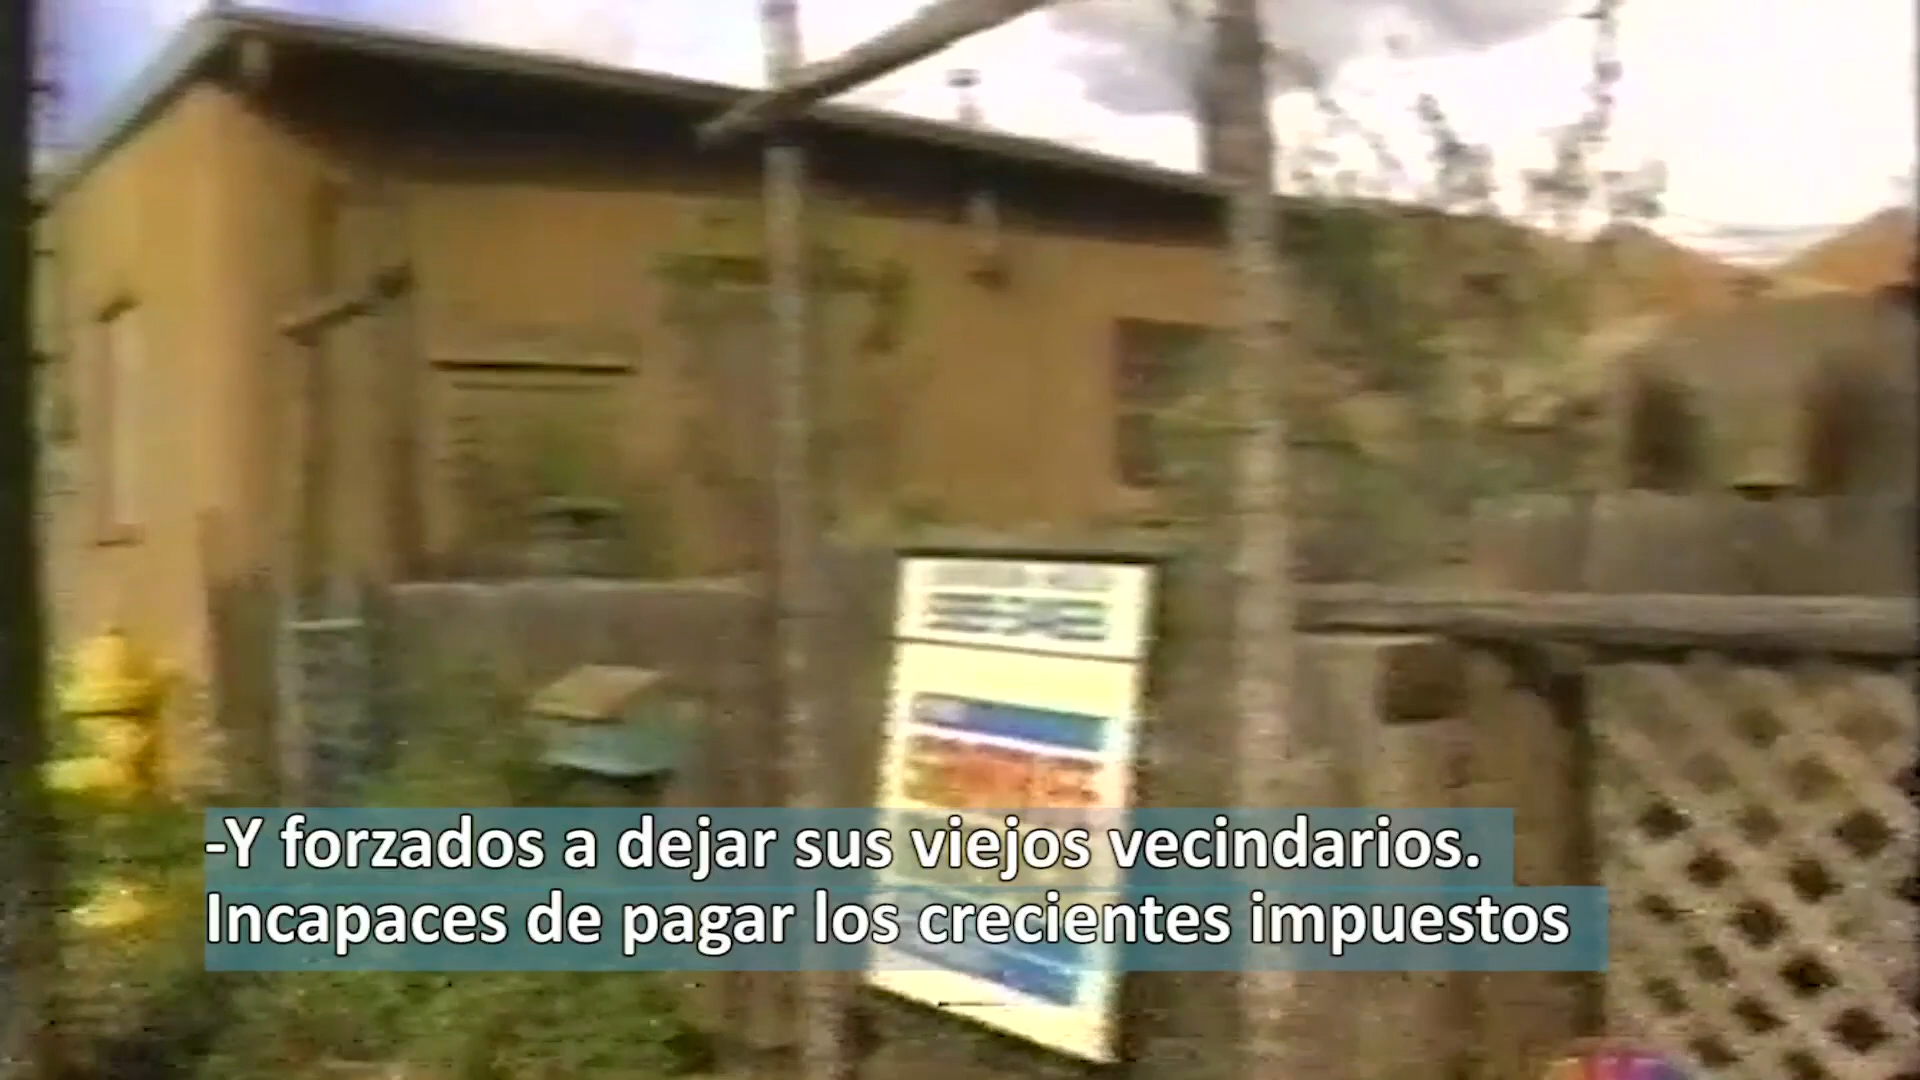 -Y forzados a dejar sus viejos vecindarios.
Incapaces de pagar los crecientes impuestos